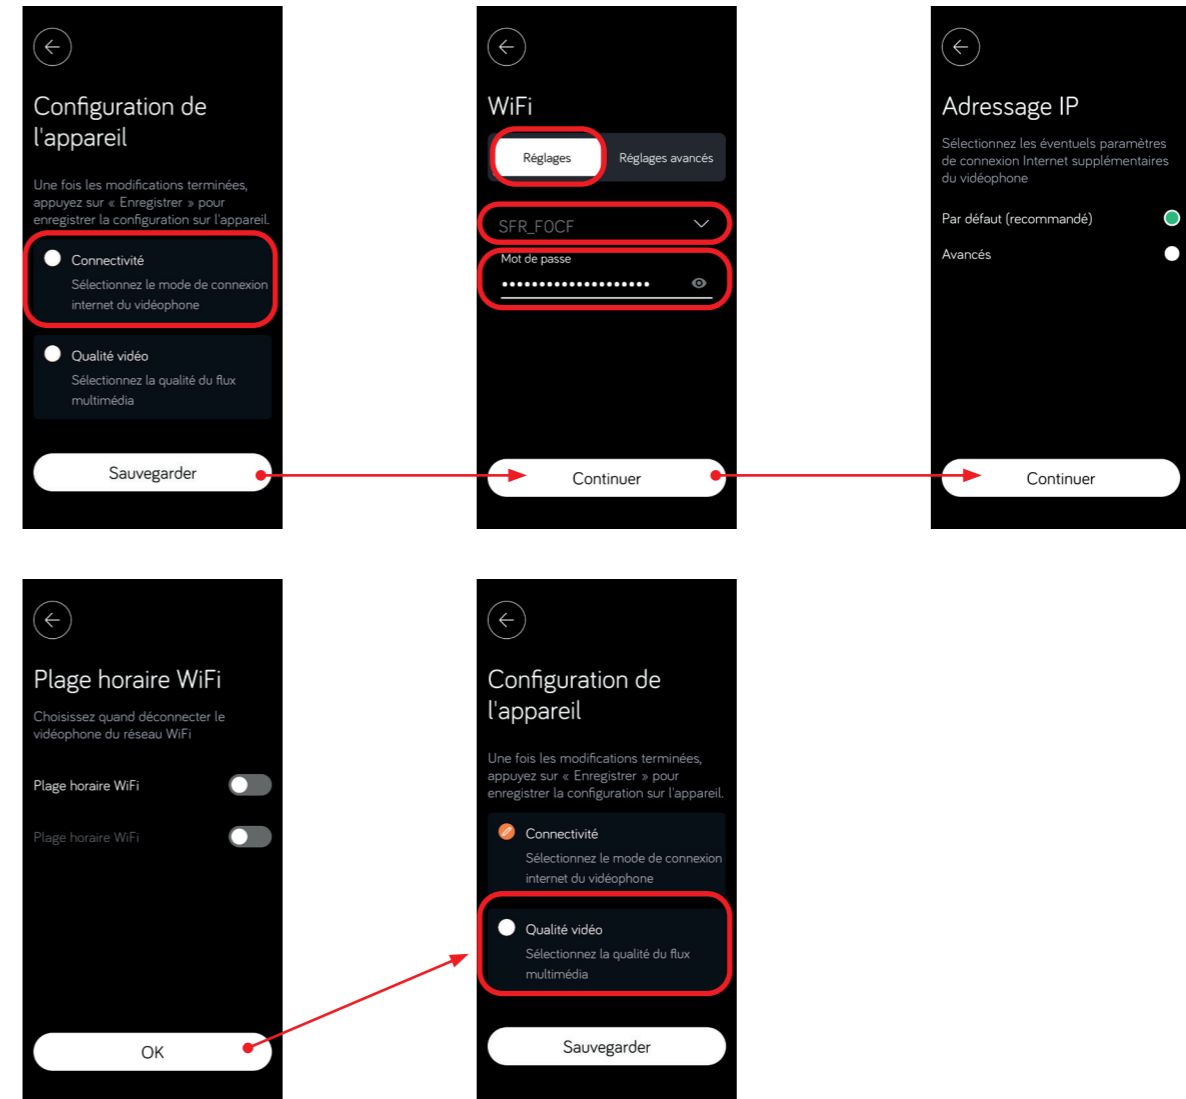 Configuration de
l'appareil
Une fois les modifications terminées,
appuyez sur « Enregistrer » pour
enregistrer la configuration sur l'appareil.
Connectivité
Sélectionnez le mode de connexion
internet du vidéophone
Qualité vidéo
Sélectionnez la qualité du flux
multimédia
Sauvegarder
WiFi
Réglages
Réglages avancés
SFR_F0CF
Mot de passe
Continuer
Adressage IP
Sélectionnez les éventuels paramètres
de connexion Internet supplémentaires
du vidéophone
Par défaut (recommandé)
Avancés
Continuer
Plage horaire WiFi
Choisissez quand déconnecter le
vidéophone du réseau WiFi
Plage horaire WiFi
Plage horaire WiFi
OK
Configuration de
l'appareil
Une fois les modifications terminées,
appuyez sur « Enregistrer » pour
enregistrer la configuration sur l'appareil.
Connectivité
Sélectionnez le mode de connexion
internet du vidéophone
Qualité vidéo
Sélectionnez la qualité du flux
multimédia
Sauvegarder